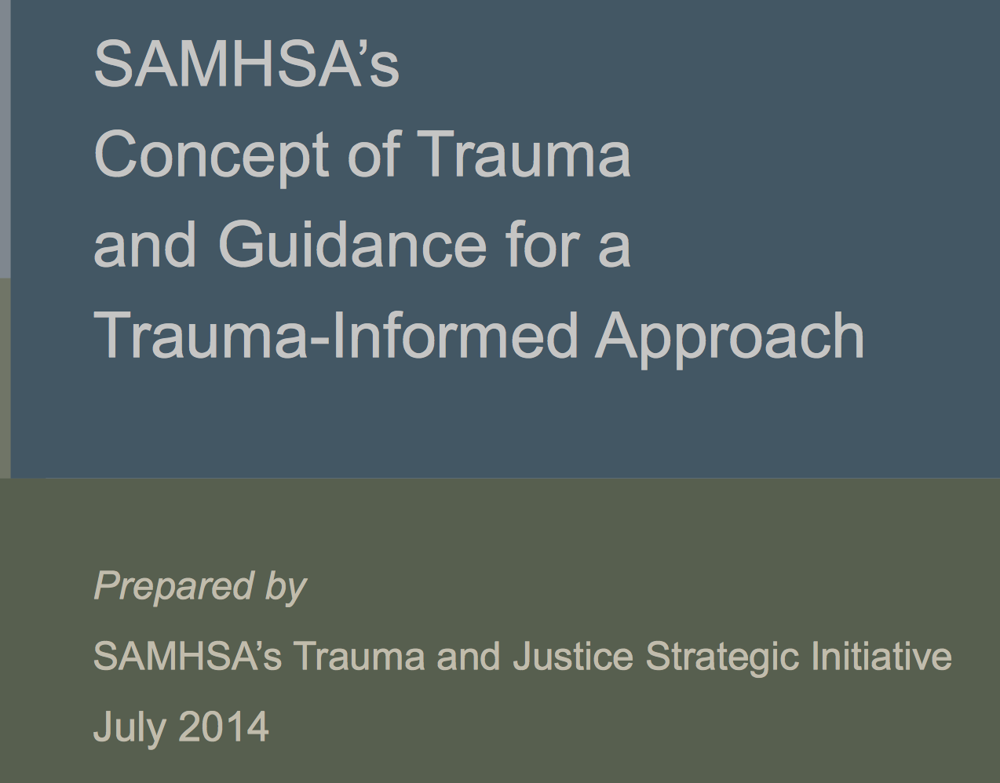 SAMHSA’s
Concept of Trauma
and Guidance for a
Trauma-Informed Approach
Prepared by
SAMHSA’s Trauma and Justice Strategic Initiative
July 2014